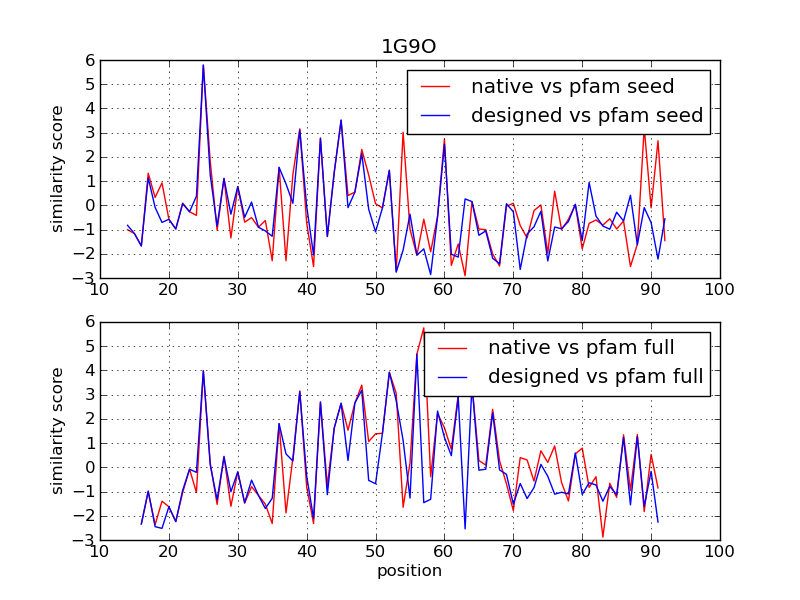 1G9O
6
5
4
3
2
1
0
−1
−2
−3
similarity score
native vs pfam seed
designed vs pfam seed
10 20 30 40 50 60 70 80 90 100
6
5
4
3
2
1
0
−1
−2
−3
similarity score
native vs pfam full
designed vs pfam full
10 20 30 40 50 60 70 80 90 100
position